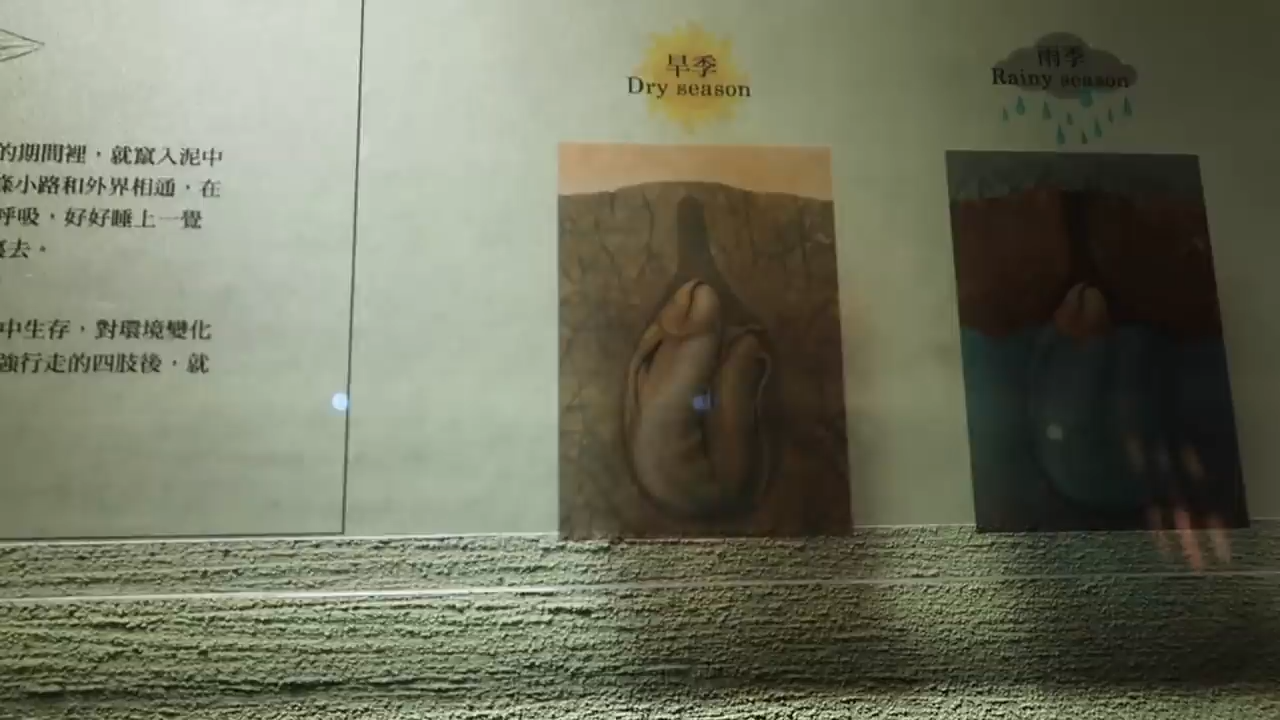 的期間裡，就竄入泥中
條小路和外界相通，在
呼吸，好好睡上一覺
裏去。
中生存，對環境變化
強行走的四肢後，就
旱季
Dry season
雨季
Rainy season